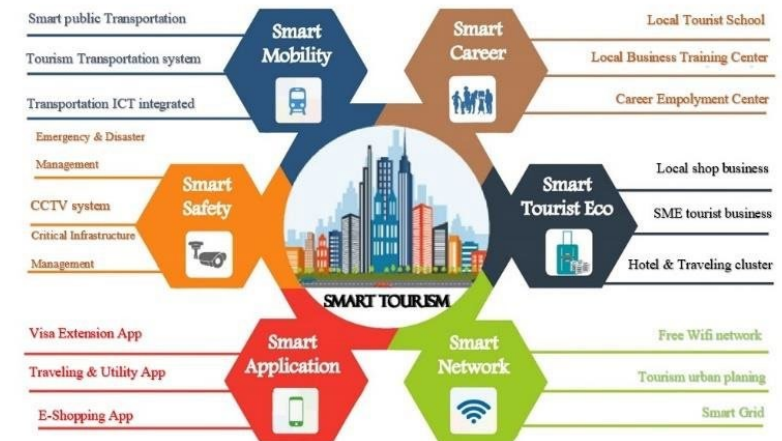 Smart public Transportation
Tourism Transportation system
Transportation ICT integrated
Smart
Mobility
Smart
Career
Local Tourist School
Local Business Training Center
Career Empolyment Center
Emergency & Disaster
Management
CCTV system
Critical Infrastructure
Management
Smart
Safety
SMART TOURISM
Smart
Tourist Eco
Local shop business
SME tourist business
Hotel & Traveling cluster
Visa Extension App
Traveling & Utility App
E-Shopping App
Smart
Application
Smart
Network
Free Wifi network
Tourism urban planing
Smart Grid